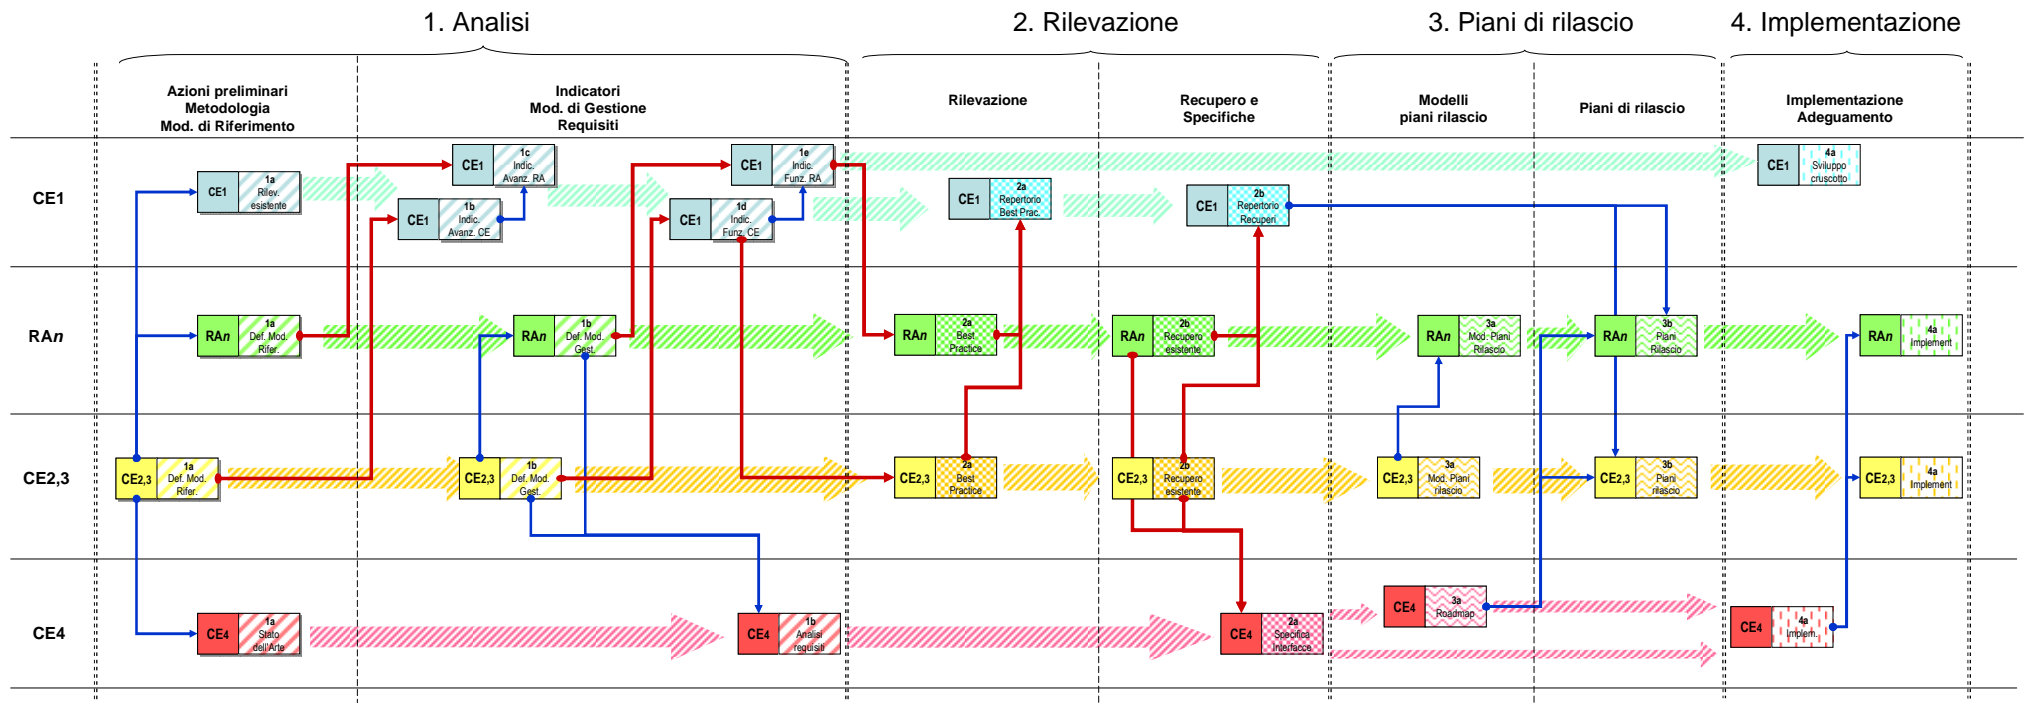 1. Analisi
2. Rilevazione
3. Piani di rilascio
4. Implementazione
Azioni preliminari
Metodologia
Mod. di Riferimento
Indicatori
Mod. di Gestione
Requisiti
Rilevazione
Recupero e
Specifiche
Modelli
piani rilascio
Piani di rilascio
Implementazione
Adeguamento
CE1
CE1
1a
Rilev.
esistente
CE1
1c
Indic.
Avanz. RA
CE1
1b
Indic.
Avanz. CE
CE1
1e
Indic.
Funz. RA
CE1
1d
Indic.
Funz. CE
CE1
2a
Repertorio
Best Prac.
CE1
2b
Repertorio
Recuperi
CE1
4a
Sviluppo
cruscotto
RAn
RAn
1a
Def. Mod.
Rifer.
RAn
1b
Def. Mod.
Gest.
RAn
2a
Best
Practice
RAn
2b
Recupero
esistente
RAn
3a
Mod. Piani
Rilascio
RAn
3b
Piani
Rilascio
RAn
4a
Implement
CE2,3
CE2,3
1a
Def. Mod.
Rifer.
CE2,3
1b
Def. Mod.
Gest.
CE2,3
2a
Best
Practice
CE2,3
2b
Recupero
esistente
CE2,3
3a
Mod. Piani
rilascio
CE2,3
3b
Piani
rilascio
CE2,3
4a
Implement
CE4
CE4
1a
Stato
dell'Arte
CE4
1b
Analisi
requisiti
CE4
2a
Specifica
Interfacce
CE4
3a
Roadmap
CE4
4a
Implem.